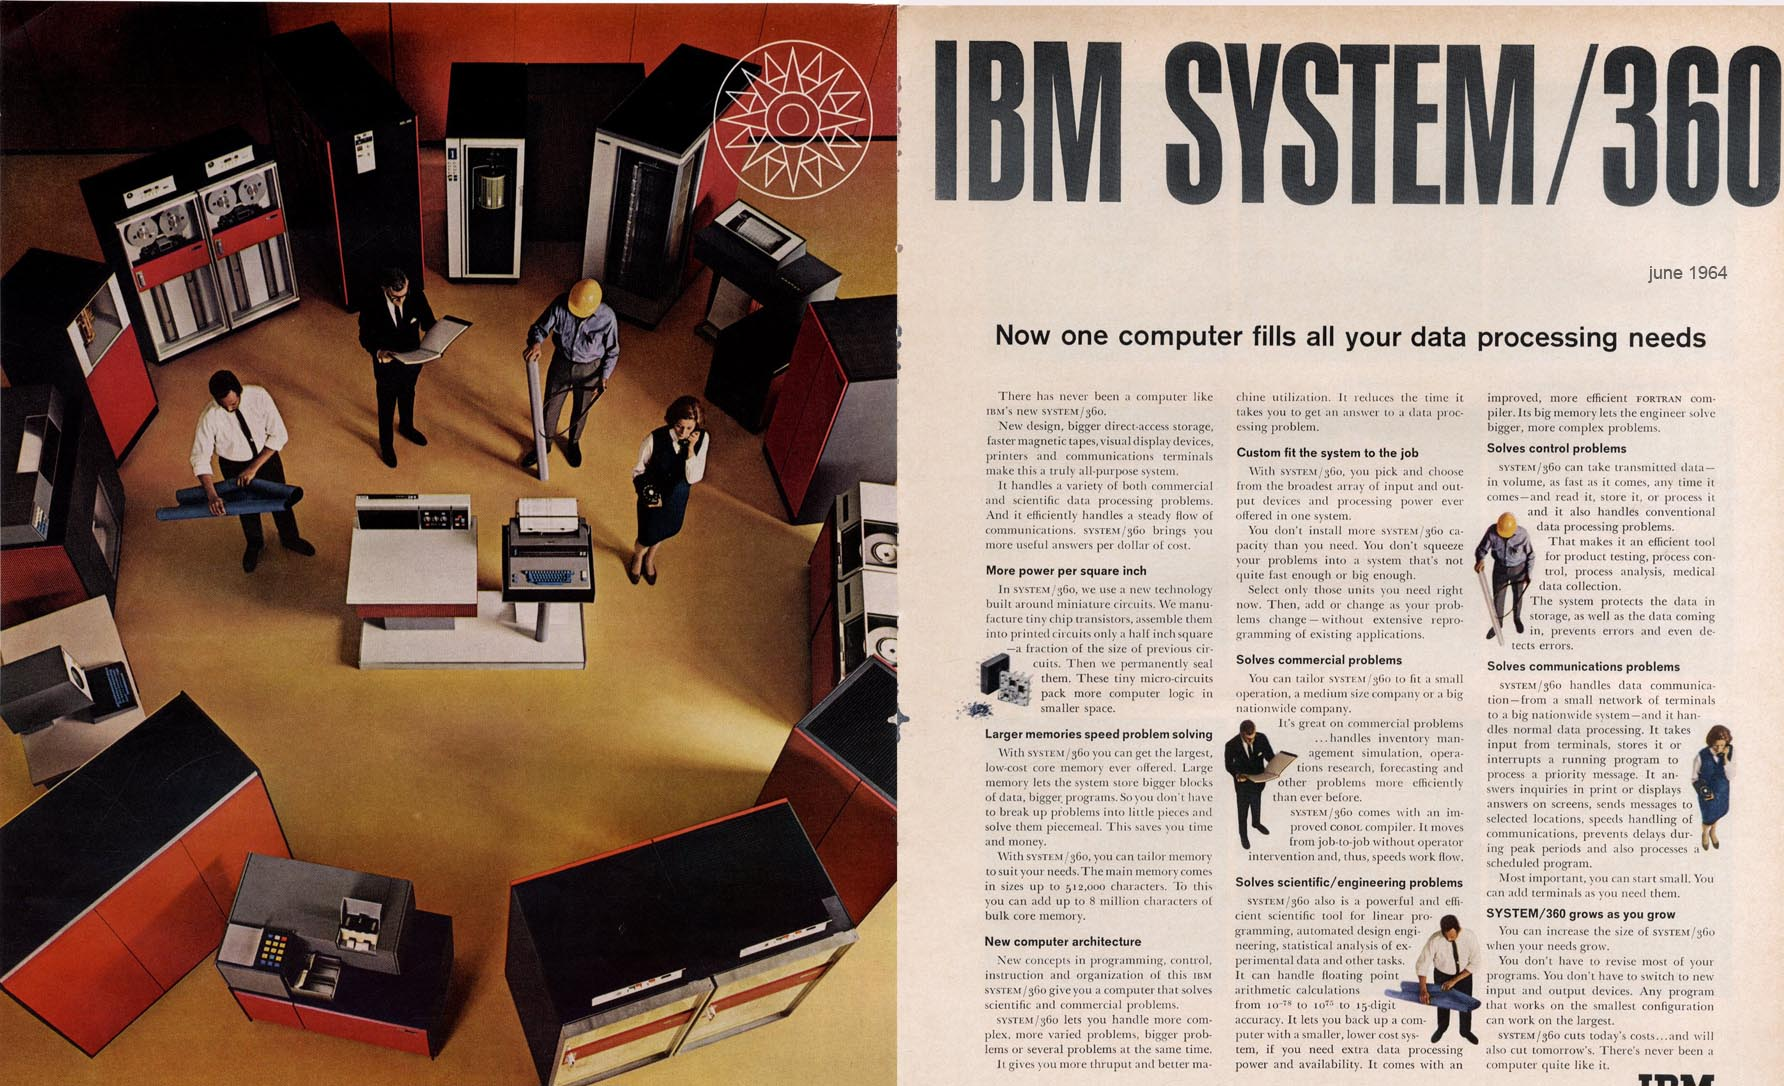 IBM SYSTEM/360
june 1964
Now one computer fills all your data processing needs
There has never been a computer like
IBM's new SYSTEM/360.
New design, bigger direct-access storage,
faster magnetic tapes, visual display devices,
printers and communications terminals
make this a truly all-purpose system.
It handles a variety of both commercial
and scientific data processing problems.
And it efficiently handles a steady flow of
communications. SYSTEM/360 brings you
more useful answers per dollar of cost.
More power per square inch
In SYSTEM/360, we use a new technology
built around miniature circuits. We manu-
facture tiny chip transistors, assemble them
into printed circuits only a half inch square
—a fraction of the size of previous cir-
cuits. Then we permanently seal
them. These tiny micro-circuits
pack more computer logic in
smaller space.
Larger memories speed problem solving
With SYSTEM/360 you can get the largest,
low-cost core memory ever offered. Large
memory lets the system store bigger blocks
of data, bigger programs. So you don't have
to break up problems into little pieces and
solve them piecemeal. This saves you time
and money.
With SYSTEM/360, you can tailor memory
to suit your needs. The main memory comes
in sizes up to 512,000 characters. To this
you can add up to 8 million characters of
bulk core memory.
New computer architecture
New concepts in programming, control,
instruction and organization of this IBM
SYSTEM/360 give you a computer that solves
scientific and commercial problems.
SYSTEM/360 lets you handle more com-
plex, more varied problems, bigger prob-
lems or several problems at the same time.
It gives you more thruput and better ma-
chine utilization. It reduces the time it
takes you to get an answer to a data proc-
essing problem.
Custom fit the system to the job
With SYSTEM/360, you pick and choose
from the broadest array of input and out-
put devices and processing power ever
offered in one system.
You don't install more SYSTEM/360 ca-
pacity than you need. You don't squeeze
your problems into a system that's not
quite fast enough or big enough.
Select only those units you need right
now. Then, add or change as your prob-
lems change—without extensive repro-
gramming of existing applications.
Solves commercial problems
You can tailor SYSTEM/360 to fit a small
operation, a medium size company or a big
nationwide company.
It's great on commercial problems
...handles inventory man-
agement simulation, opera-
tions research, forecasting and
other problems more efficiently
than ever before.
SYSTEM/360 comes with an im-
proved COBOL compiler. It moves
from job-to-job without operator
intervention and, thus, speeds work flow.
Solves scientific/engineering problems
SYSTEM/360 also is a powerful and effi-
cient scientific tool for linear pro-
gramming, automated design engi-
neering, statistical analysis of ex-
perimental data and other tasks.
It can handle floating point
arithmetic calculations
from 10⁻⁷⁸ to 10⁷⁵ to 15-digit
accuracy. It lets you back up a com-
puter with a smaller, lower cost sys-
tem, if you need extra data processing
power and availability. It comes with an
improved, more efficient FORTRAN com-
piler. Its big memory lets the engineer solve
bigger, more complex problems.
Solves control problems
SYSTEM/360 can take transmitted data—
in volume, as fast as it comes, any time it
comes—and read it, store it, or process it
and it also handles conventional
data processing problems.
That makes it an efficient tool
for product testing, process con-
trol, process analysis, medical
data collection.
The system protects the data in
storage, as well as the data coming
in, prevents errors and even de-
tects errors.
Solves communications problems
SYSTEM/360 handles data communica-
tion—from a small network of terminals
to a big nationwide system—and it han-
dles normal data processing. It takes
input from terminals, stores it or
interrupts a running program to
process a priority message. It an-
swers inquiries in print or displays
answers on screens, sends messages to
selected locations, speeds handling of
communications, prevents delays dur-
ing peak periods and also processes a
scheduled program.
Most important, you can start small. You
can add terminals as you need them.
SYSTEM/360 grows as you grow
You can increase the size of SYSTEM/360
when your needs grow.
You don't have to revise most of your
programs. You don't have to switch to new
input and output devices. Any program
that works on the smallest configuration
can work on the largest.
SYSTEM/360 cuts today's costs...and will
also cut tomorrow's. There's never been a
computer quite like it.
IBM